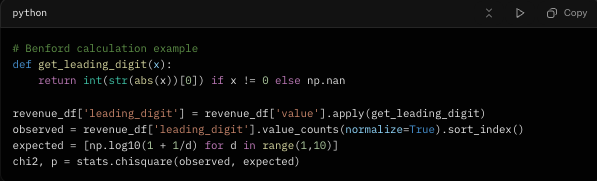 python
Copy
# Benford calculation example
def get_leading_digit(x):
    return int(str(abs(x))[0]) if x != 0 else np.nan

revenue_df['leading_digit'] = revenue_df['value'].apply(get_leading_digit)
observed = revenue_df['leading_digit'].value_counts(normalize=True).sort_index()
expected = [np.log10(1 + 1/d) for d in range(1,10)]
chi2, p = stats.chisquare(observed, expected)